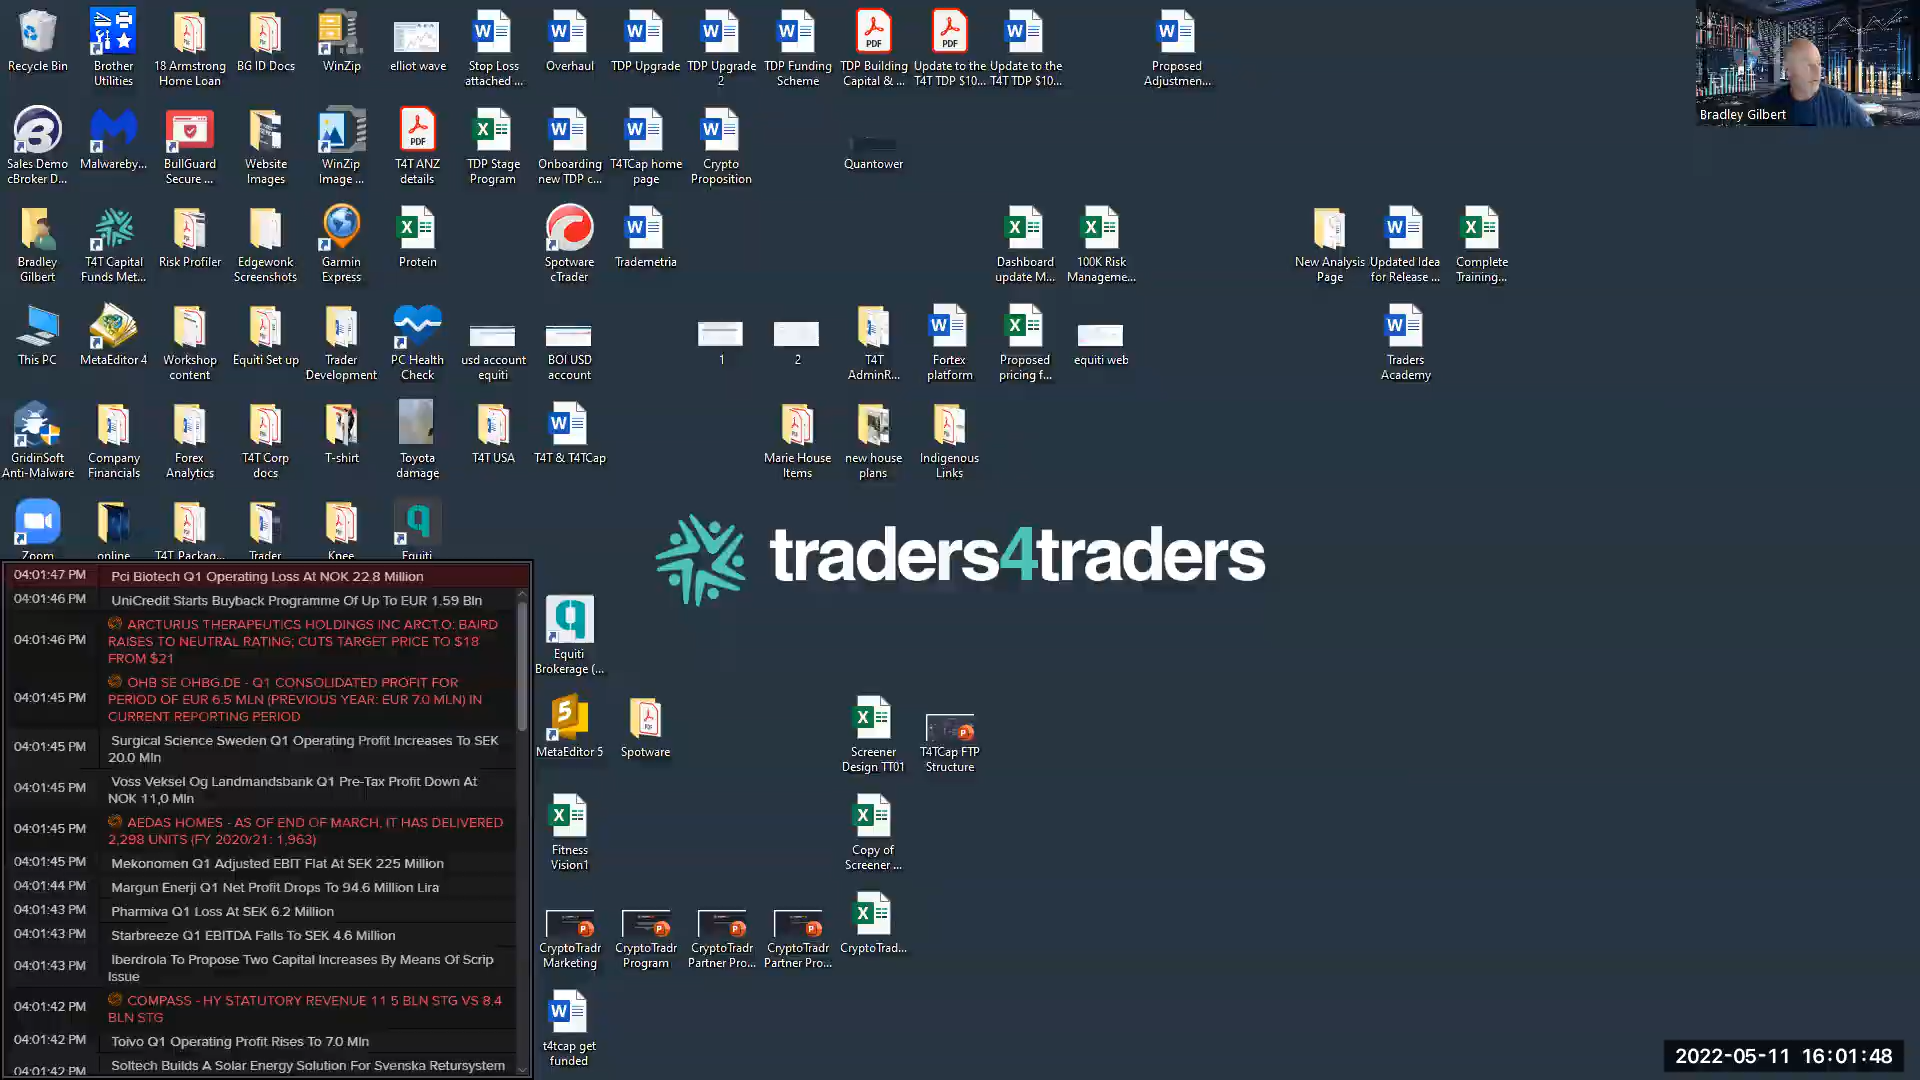 Recycle Bin
Brother
Utilities
18 Armstrong
Home Loan
BG ID Docs
WinZip
elliot wave
Stop Loss
attached ...
Overhaul
TDP Upgrade
TDP Upgrade
2
TDP Funding
Scheme
TDP Building
Capital & ...
Update to the
T4T TDP $10...
Update to the
T4T TDP $10...
Proposed
Adjustmen...
Bradley Gilbert
Sales Demo
cBroker D...
Malwareby...
BullGuard
Secure ...
Website
Images
WinZip
Image ...
T4T ANZ
details
TDP Stage
Program
Onboarding
new TDP c...
T4TCap home
page
Crypto
Proposition
Quantower
Bradley
Gilbert
T4T Capital
Funds Met...
Risk Profiler
Edgewonk
Screenshots
Garmin
Express
Protein
Spotware
cTrader
Trademetria
Dashboard
update M...
100K Risk
Manageme...
New Analysis
Page
Updated Idea
for Release ...
Complete
Training...
This PC
MetaEditor 4
Workshop
content
Equiti Set up
Trader
Development
PC Health
Check
usd account
equiti
BOI USD
account
1
2
T4T
AdminR...
Fortex
platform
Proposed
pricing f...
equiti web
Traders
Academy
GridinSoft
Anti-Malware
Company
Financials
Forex
Analytics
T4T Corp
docs
T-shirt
Toyota
damage
T4T USA
T4T & T4TCap
Marie House
Items
new house
plans
Indigenous
Links
Zoom
online
T4T Packag...
Trader
Knee
Equiti
traders4traders
04:01:47 PM Pci Biotech Q1 Operating Loss At NOK 22.8 Million
04:01:46 PM UniCredit Starts Buyback Programme Of Up To EUR 1.59 Bln
04:01:46 PM ARCTURUS THERAPEUTICS HOLDINGS INC ARCT.O: BAIRD
RAISES TO NEUTRAL RATING; CUTS TARGET PRICE TO $18
FROM $21
04:01:45 PM OHB SE OHBG.DE - Q1 CONSOLIDATED PROFIT FOR
PERIOD OF EUR 6.5 MLN (PREVIOUS YEAR: EUR 7.0 MLN) IN
CURRENT REPORTING PERIOD
04:01:45 PM Surgical Science Sweden Q1 Operating Profit Increases To SEK
20.0 Mln
04:01:45 PM Voss Veksel Og Landmandsbank Q1 Pre-Tax Profit Down At
NOK 11,0 Mln
04:01:45 PM AEDAS HOMES - AS OF END OF MARCH, IT HAS DELIVERED
2,298 UNITS (FY 2020/21: 1,963)
04:01:45 PM Mekonomen Q1 Adjusted EBIT Flat At SEK 225 Million
04:01:44 PM Margun Enerji Q1 Net Profit Drops To 94.6 Million Lira
04:01:43 PM Pharmiva Q1 Loss At SEK 6.2 Million
04:01:43 PM Starbreeze Q1 EBITDA Falls To SEK 4.6 Million
04:01:43 PM Iberdrola To Propose Two Capital Increases By Means Of Scrip
Issue
04:01:42 PM COMPASS - HY STATUTORY REVENUE 11 5 BLN STG VS 8.4
BLN STG
04:01:42 PM Toivo Q1 Operating Profit Rises To 7.0 Mln
04:01:42 PM Soltech Builds A Solar Energy Solution For Svenska Retursystem
Equiti
Brokerage (...
MetaEditor 5
Spotware
Screener
Design TT01
T4TCap FTP
Structure
Fitness
Vision1
Copy of
Screener ...
CryptoTradr
Marketing
CryptoTradr
Program
CryptoTradr
Partner Pro...
CryptoTradr
Partner Pro...
CryptoTrad...
t4tcap get
funded
2022-05-11 16:01:48